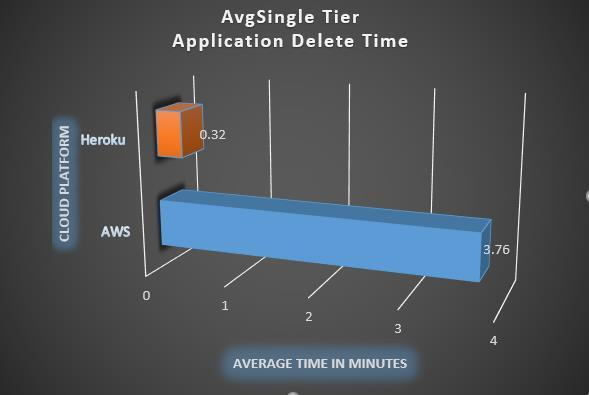 AvgSingle Tier
Application Delete Time
CLOUD PLATFORM
Heroku
0.32
AWS
3.76
0
1
2
3
4
AVERAGE TIME IN MINUTES